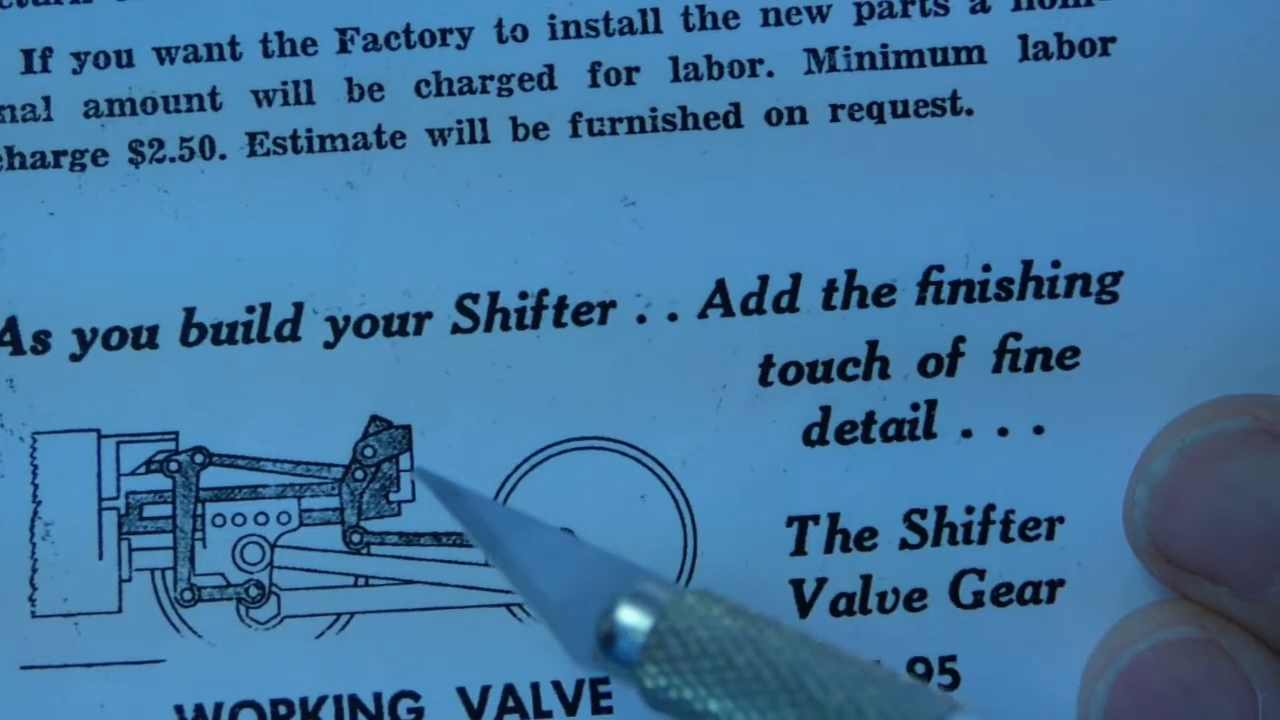 If you want the Factory to install the new parts a nom-
nal amount will be charged for labor. Minimum labor
charge $2.50. Estimate will be furnished on request.
As you build your Shifter . . Add the finishing
touch of fine
detail . . .
The Shifter
Valve Gear
95
WORKING VALVE